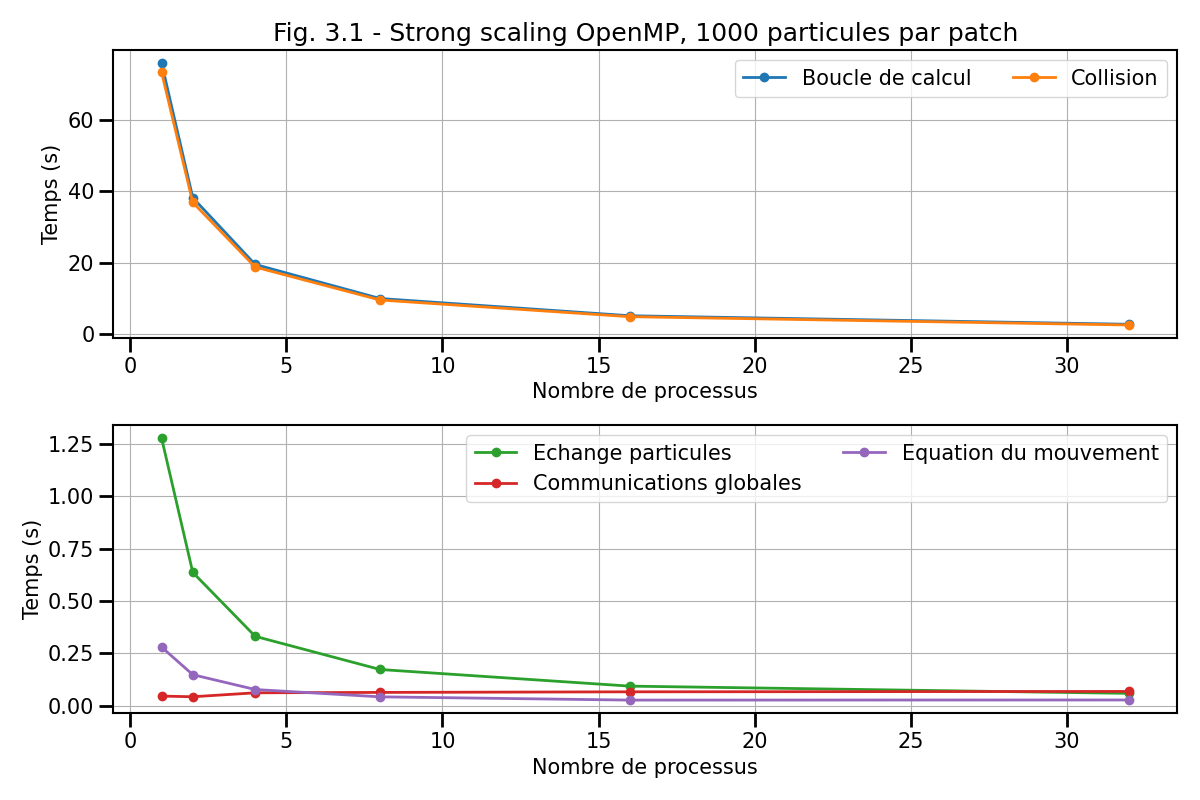 Fig. 3.1 - Strong scaling OpenMP, 1000 particules par patch
Boucle de calcul
Collision
Temps (s)
60
40
20
0
0 5 10 15 20 25 30
Nombre de processus
Echange particules
Equation du mouvement
Communications globales
Temps (s)
1.25
1.00
0.75
0.50
0.25
0.00
0 5 10 15 20 25 30
Nombre de processus